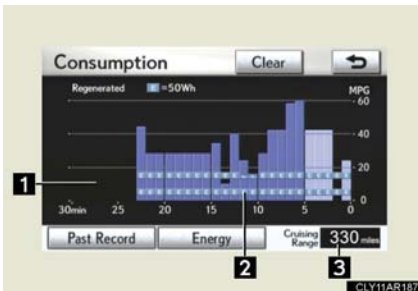 Consumption
Clear
Regenerated
E =50Wh
MPG
60
40
1
20
0
30min 25 20 15 10 5 0
Past Record
Energy
Cruising
Range
330 miles
2
3
CLY11AR187